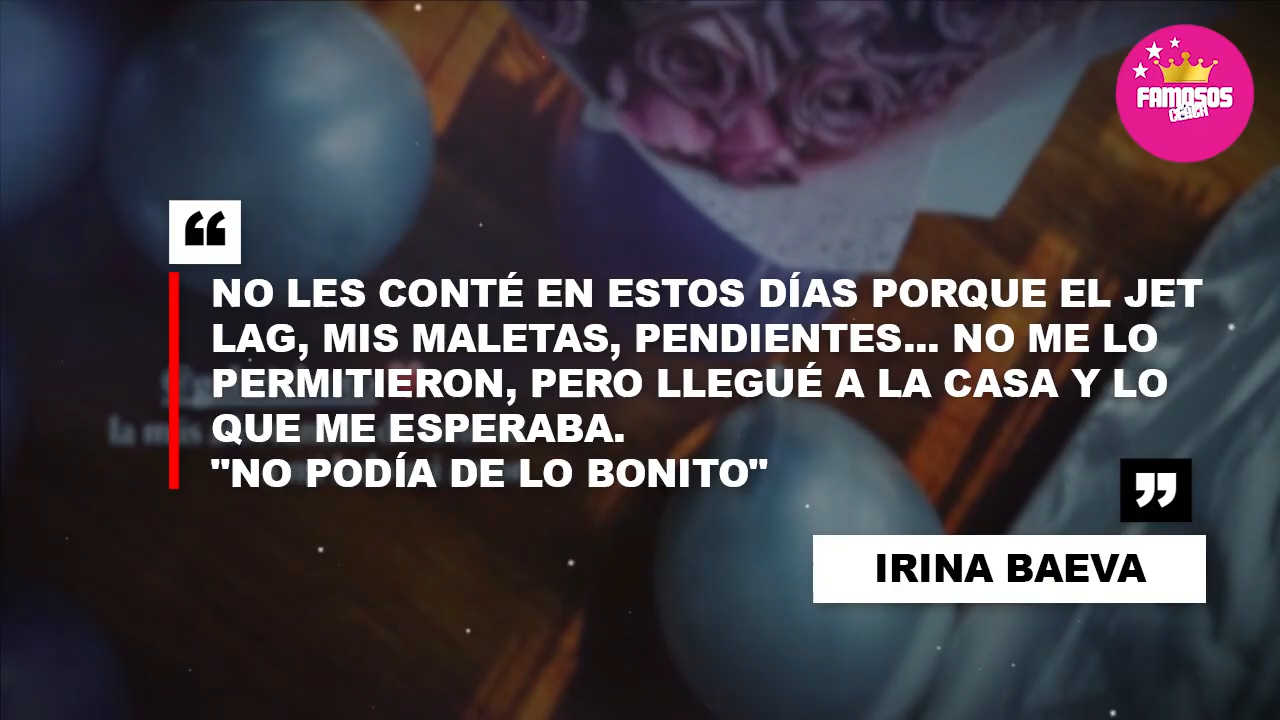 FAMOSOS
CERCA
NO LES CONTÉ EN ESTOS DÍAS PORQUE EL JET
LAG, MIS MALETAS, PENDIENTES... NO ME LO
PERMITIERON, PERO LLEGUÉ A LA CASA Y LO
QUE ME ESPERABA.
"NO PODÍA DE LO BONITO"
IRINA BAEVA